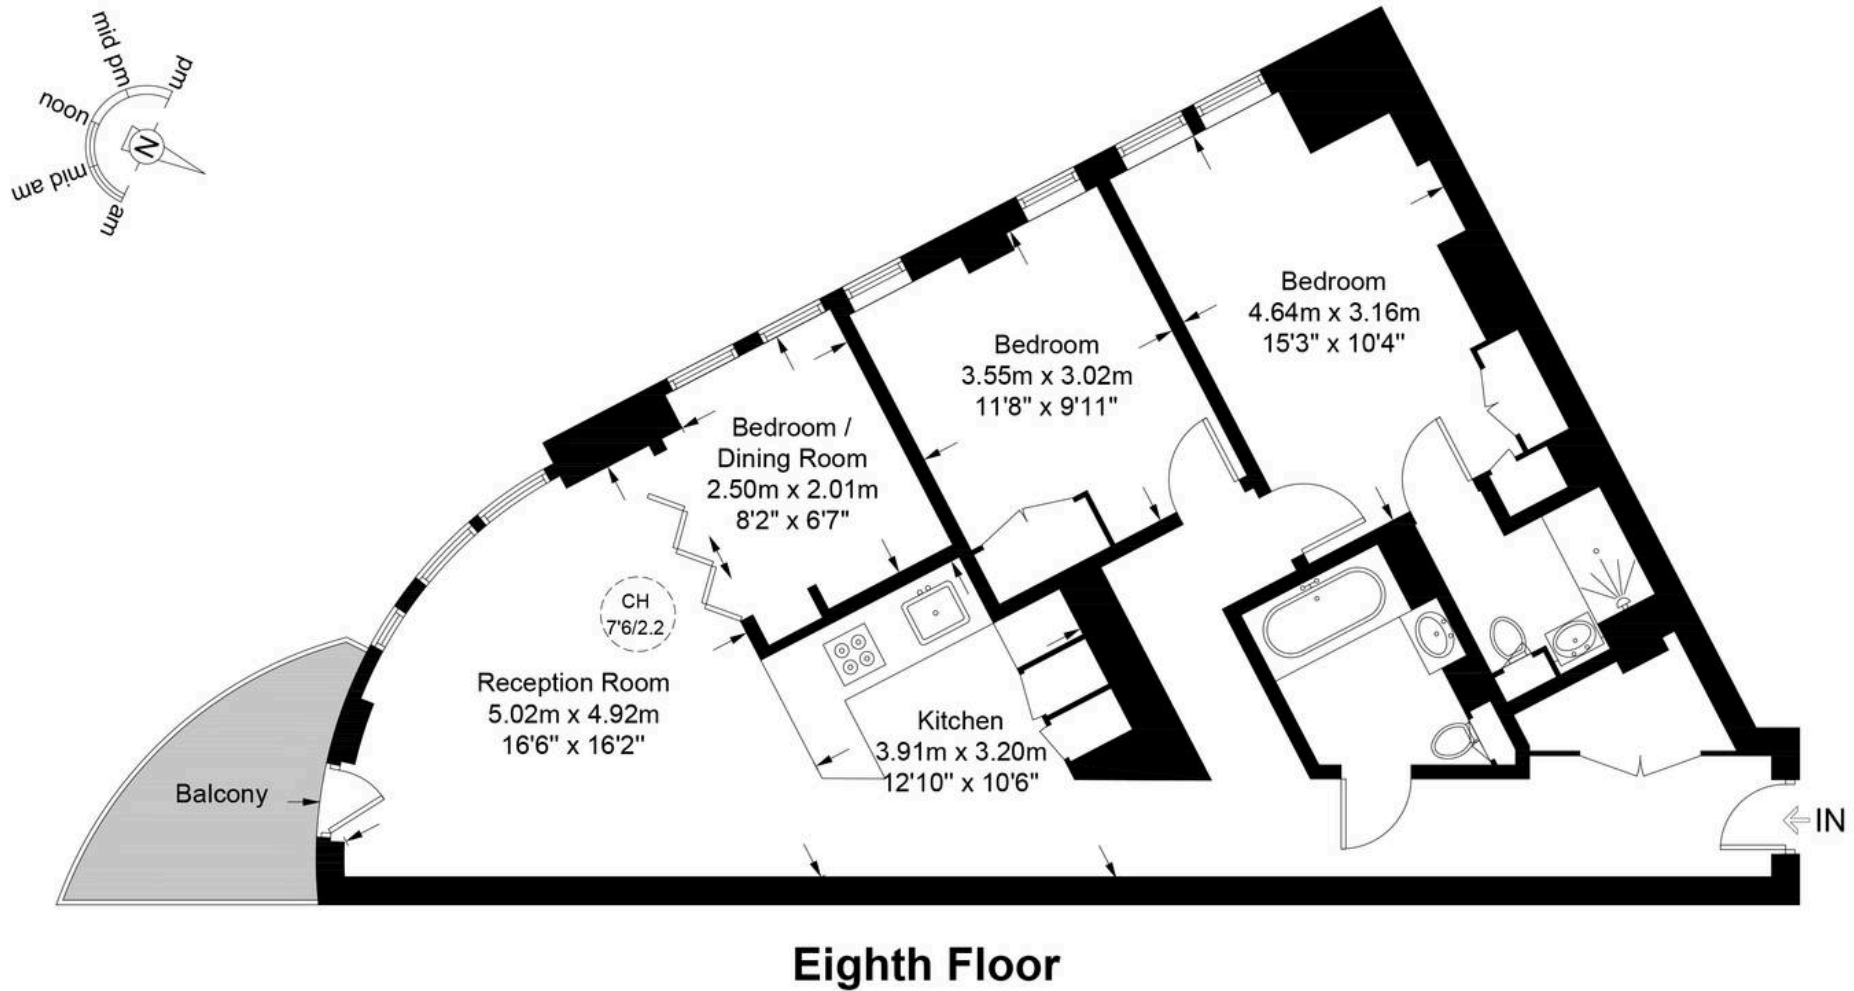 mid pm
pm
noon
N
mid am
am
Bedroom
4.64m x 3.16m
15'3" x 10'4"
Bedroom
3.55m x 3.02m
11'8" x 9'11"
Bedroom /
Dining Room
2.50m x 2.01m
8'2" x 6'7"
CH
7'6/2.2
Reception Room
5.02m x 4.92m
16'6" x 16'2"
Kitchen
3.91m x 3.20m
12'10" x 10'6"
Balcony
IN
Eighth Floor